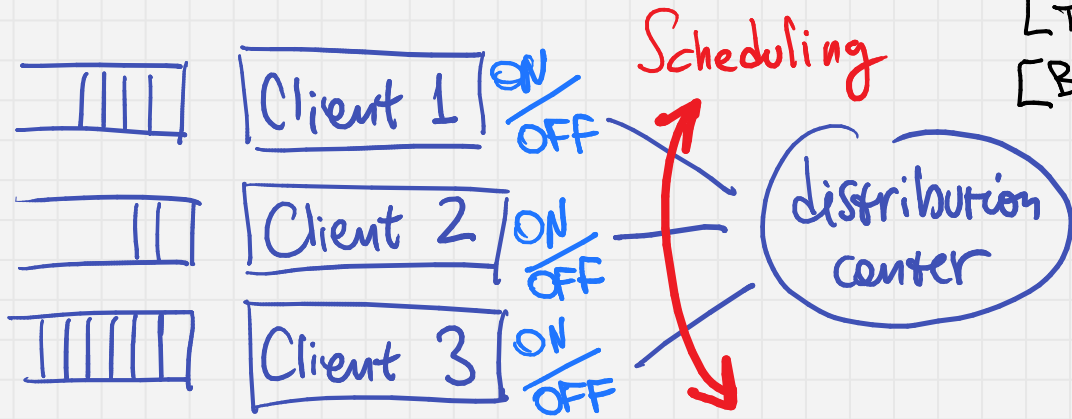 Scheduling
Client 1 ON/OFF
Client 2 ON/OFF
Client 3 ON/OFF
distribution
center